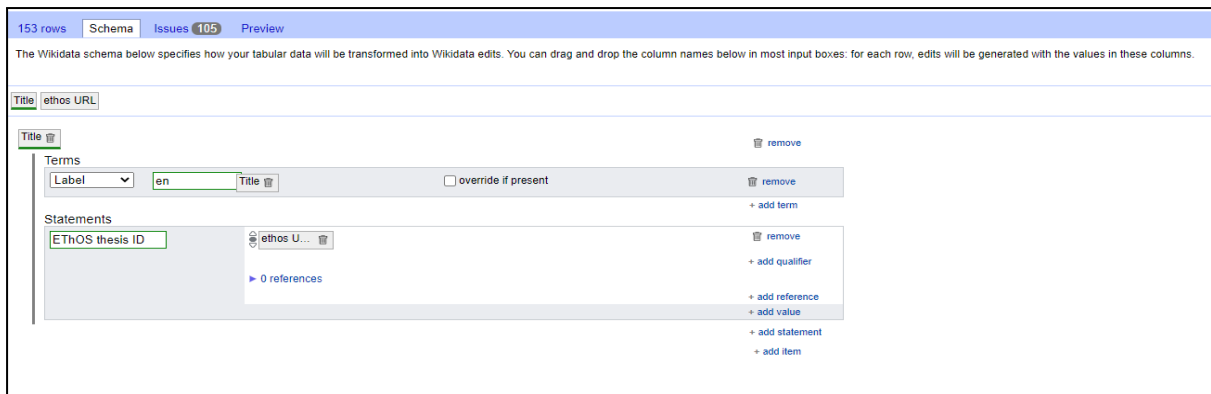 153 rows Schema Issues 105 Preview
The Wikidata schema below specifies how your tabular data will be transformed into Wikidata edits. You can drag and drop the column names below in most input boxes: for each row, edits will be generated with the values in these columns.
Title ethos URL
Title remove
Terms
Label en Title override if present remove
+ add term
Statements
EThOS thesis ID ethos U... remove
+ add qualifier
0 references
+ add reference
+ add value
+ add statement
+ add item